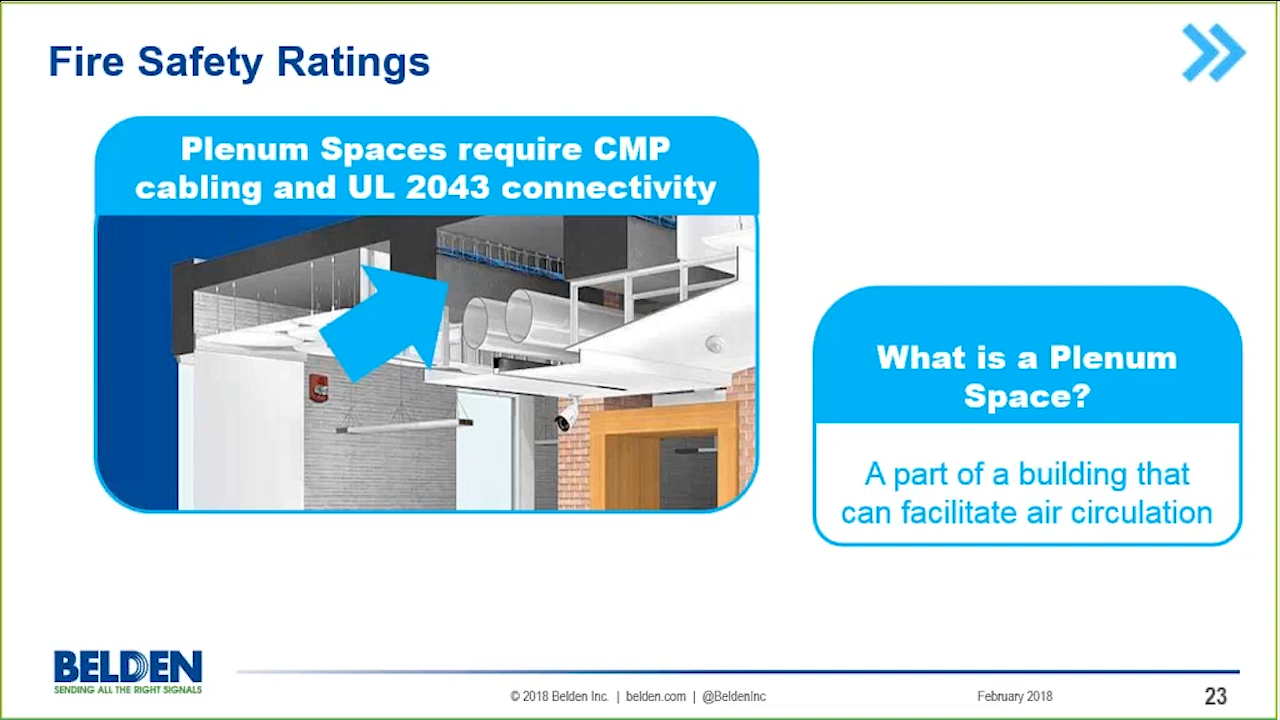 Fire Safety Ratings
Plenum Spaces require CMP
cabling and UL 2043 connectivity
What is a Plenum
Space?
A part of a building that
can facilitate air circulation
BELDEN
SENDING ALL THE RIGHT SIGNALS
© 2018 Belden Inc. | belden.com | @BeldenInc
February 2018
23